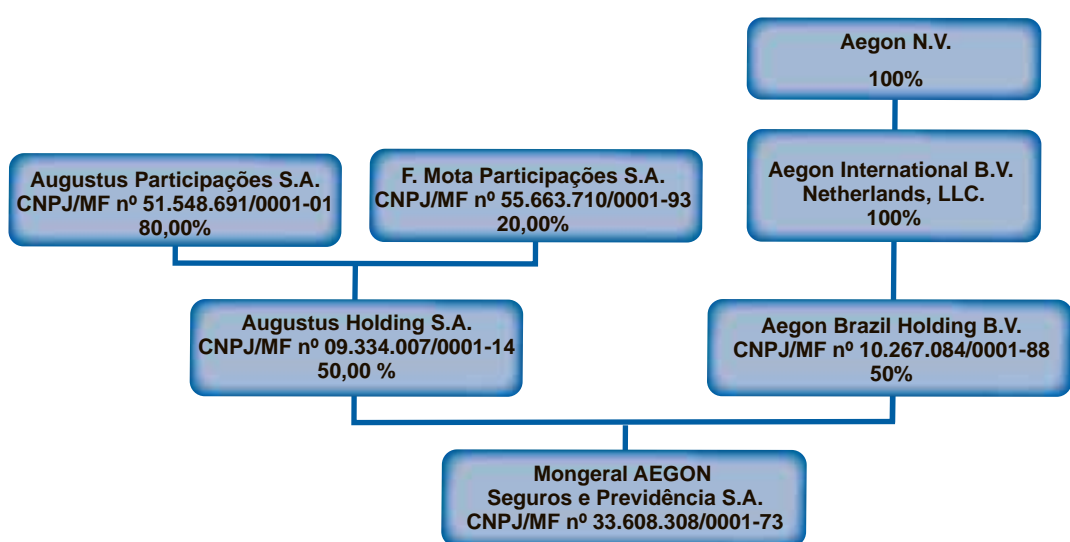 Aegon N.V.
100%
Augustus Participações S.A.
CNPJ/MF nº 51.548.691/0001-01
80,00%
F. Mota Participações S.A.
CNPJ/MF nº 55.663.710/0001-93
20,00%
Aegon International B.V.
Netherlands, LLC.
100%
Augustus Holding S.A.
CNPJ/MF nº 09.334.007/0001-14
50,00 %
Aegon Brazil Holding B.V.
CNPJ/MF nº 10.267.084/0001-88
50%
Mongeral AEGON
Seguros e Previdência S.A.
CNPJ/MF nº 33.608.308/0001-73